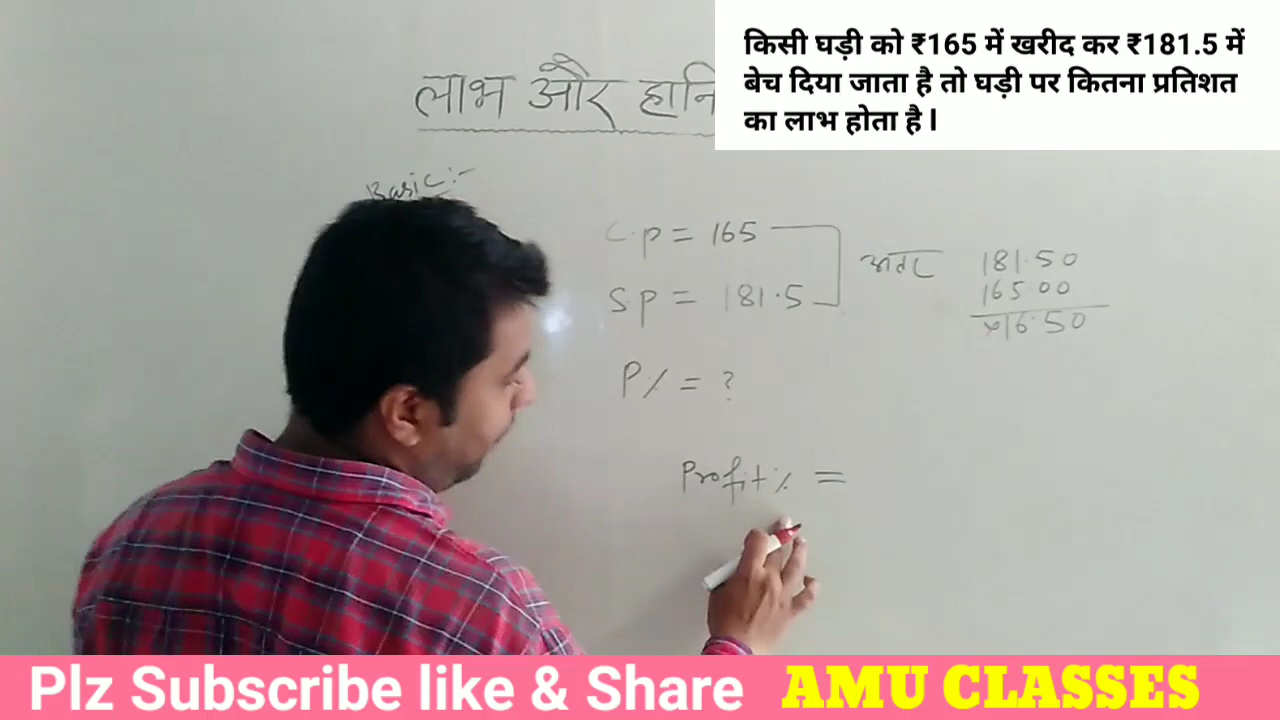 किसी घड़ी को ₹165 में खरीद कर ₹181.5 में
बेच दिया जाता है तो घड़ी पर कितना प्रतिशत
का लाभ होता है l
लाभ और हानि
Basic :-
C.p = 165
S.p = 181.5
अंतर
181.50
165.00
×16.50
P% = ?
Profit% =
Plz Subscribe like & Share
AMU CLASSES